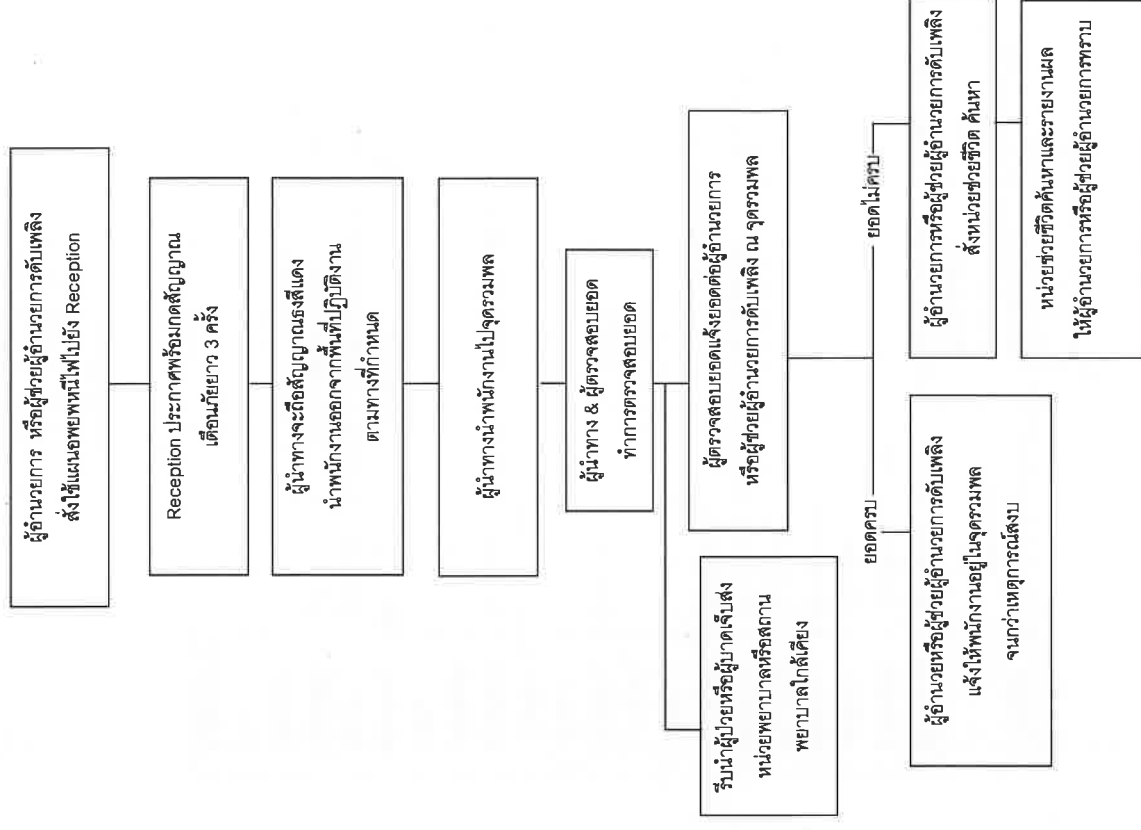 ผู้อำนวยการ หรือผู้ช่วยผู้อำนวยการดับเพลิง
สั่งใช้แผนอพยพหนีไฟไปยัง Reception
Reception ประกาศพร้อมกดสัญญาณ
เตือนภัยยาว 3 ครั้ง
ผู้นำทางจะถือสัญญาณธงสีแดง
นำพนักงานออกจากพื้นที่ปฏิบัติงาน
ตามทางที่กำหนด
ผู้นำทางนำพนักงานไปจุดรวมพล
ผู้นำทาง & ผู้ตรวจสอบยอด
ทำการตรวจสอบยอด
รีบนำผู้ป่วยหรือผู้บาดเจ็บส่ง
หน่วยพยาบาลหรือสถาน
พยาบาลใกล้เคียง
ผู้ตรวจสอบยอดแจ้งยอดต่อผู้อำนวยการ
หรือผู้ช่วยผู้อำนวยการดับเพลิง ณ จุดรวมพล
ยอดครบ
ยอดไม่ครบ
ผู้อำนวยหรือผู้ช่วยผู้อำนวยการดับเพลิง
แจ้งให้พนักงานอยู่ในจุดรวมพล
จนกว่าเหตุการณ์สงบ
ผู้อำนวยการหรือผู้ช่วยผู้อำนวยการดับเพลิง
สั่งหน่วยช่วยชีวิต ค้นหา
หน่วยช่วยชีวิตค้นหาและรายงานผล
ให้ผู้อำนวยการหรือผู้ช่วยผู้อำนวยการทราบ